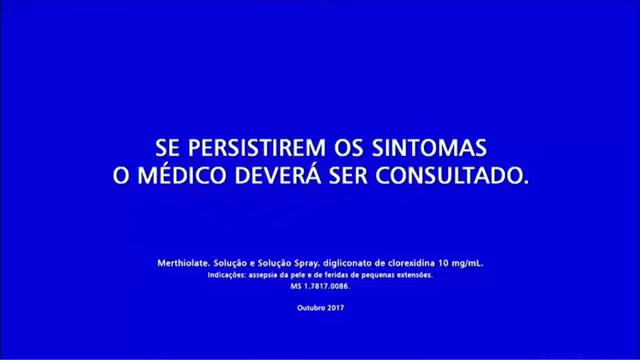 SE PERSISTIREM OS SINTOMAS
O MÉDICO DEVERÁ SER CONSULTADO.
Merthiolate. Solução e Solução Spray. digliconato de clorexidina 10 mg/mL.
Indicações: assepsia da pele e de feridas de pequenas extensões.
MS 1.7817.0086.
Outubro 2017